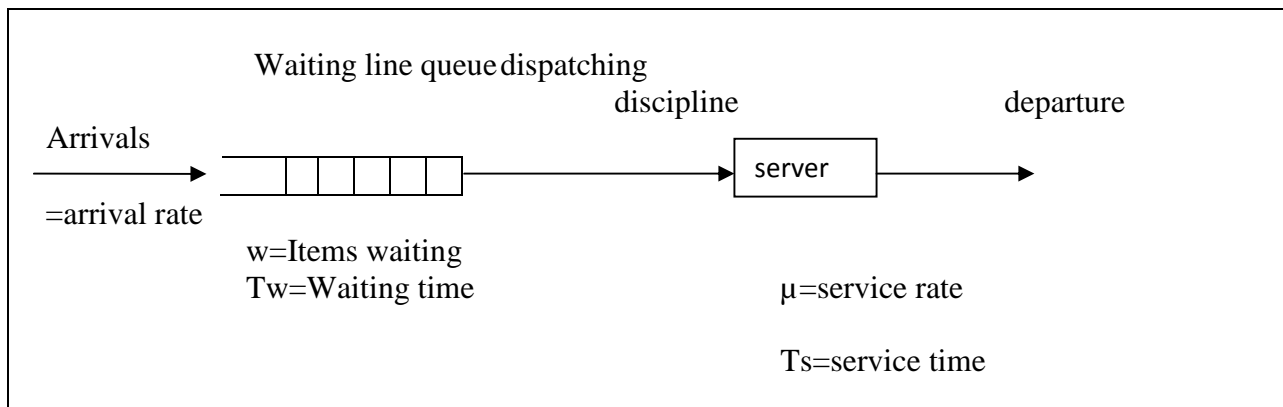 Waiting line queue dispatching
discipline departure
Arrivals
server
=arrival rate
w=Items waiting
Tw=Waiting time µ=service rate
Ts=service time